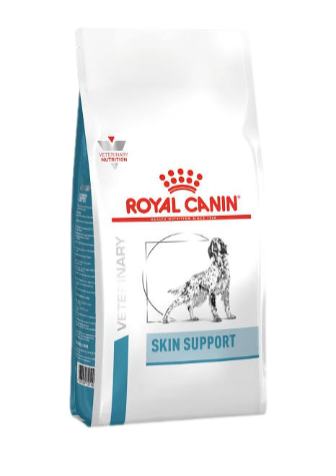 VETERINARY
NUTRITION
ROYAL CANIN
VETERINARY
SKIN SUPPORT